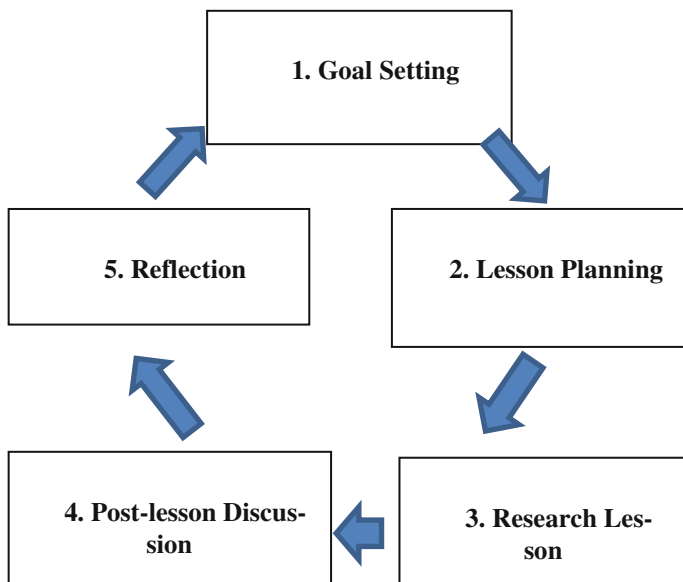 1. Goal Setting
2. Lesson Planning
3. Research Les-
son
4. Post-lesson Discus-
sion
5. Reflection